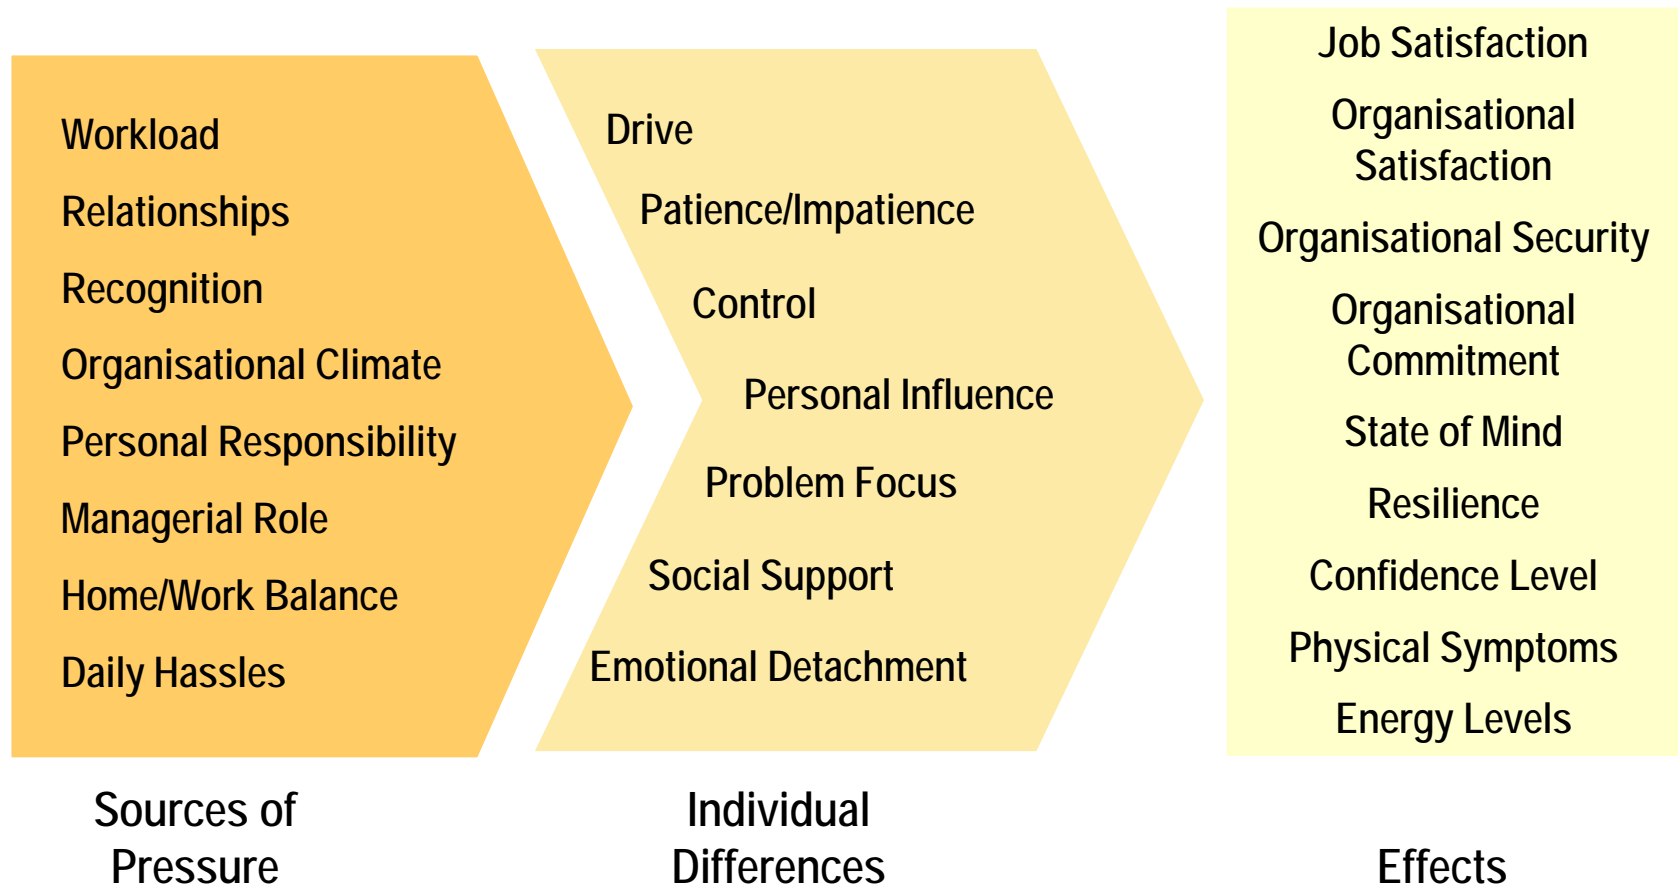 Workload
Relationships
Recognition
Organisational Climate
Personal Responsibility
Managerial Role
Home/Work Balance
Daily Hassles
Sources of
Pressure
Drive
Patience/Impatience
Control
Personal Influence
Problem Focus
Social Support
Emotional Detachment
Individual
Differences
Job Satisfaction
Organisational
Satisfaction
Organisational Security
Organisational
Commitment
State of Mind
Resilience
Confidence Level
Physical Symptoms
Energy Levels
Effects